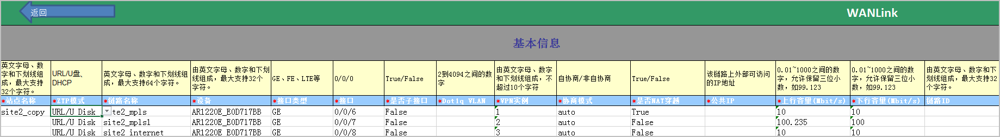 返回
WANLink
基本信息
英文字母、数字和下划线组成，最大支持32个字符。
URL/U盘、DHCP
英文字母、数字和下划线组成，最大支持64个字符。
由英文字母、数字和下划线组成，最大支持32个字符。
GE、FE、LTE等
0/0/0
True/False
2到4094之间的数字
由英文字母、数字和下划线组成，不超过10个字符
自协商/非自协商
True/False
该链路上外部可访问的IP地址
0.01~1000之间的数字，允许保留三位小数，如99.123
0.01~1000之间的数字，允许保留三位小数，如99.123
由英文字母、数字和下划线组成，最大支持32个字符。
*站点名称 *ZTP模式 *链路名称 *设备 *接口类型 *接口 *是否子接口 *Dot1q VLAN *VPN实例 *协商模式 *是否NAT穿越 *公共IP *上行容量(Mbit/s) *下行容量(Mbit/s) 链路ID
site2_copy URL/U Disk te2_mpls AR1220E_E0D717BB GE 0/0/6 False 1 auto True 10 10
URL/U Disk site2_mpls1 AR1220E_E0D717BB GE 0/0/7 False 2 auto False 100.235 100
URL/U Disk site2_internet AR1220E_E0D717BB GE 0/0/8 False 3 auto False 10 10